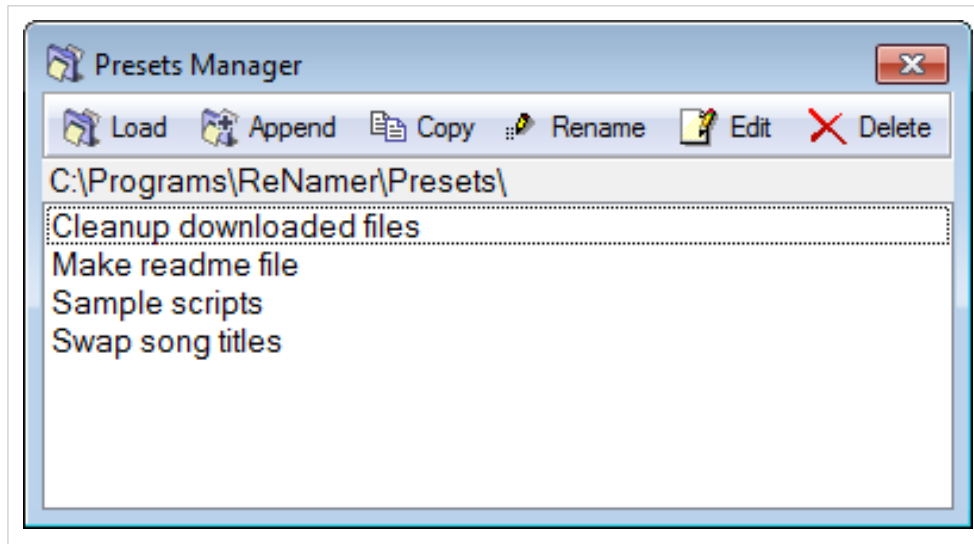 Presets Manager
Load Append Copy Rename Edit Delete
C:\Programs\ReNamer\Presets\
Cleanup downloaded files
Make readme file
Sample scripts
Swap song titles